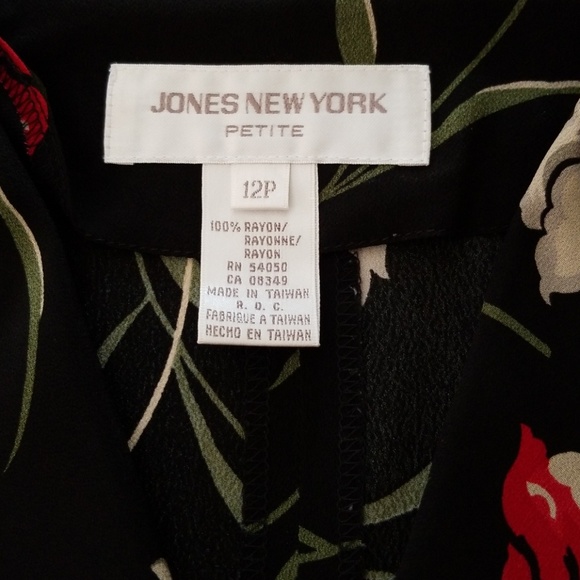 JONES NEW YORK
PETITE
12P
100% RAYON/
RAYONNE/
RAYON
RN 54050
CA 08349
MADE IN TAIWAN
R. O. C.
FABRIQUE A TAIWAN
HECHO EN TAIWAN